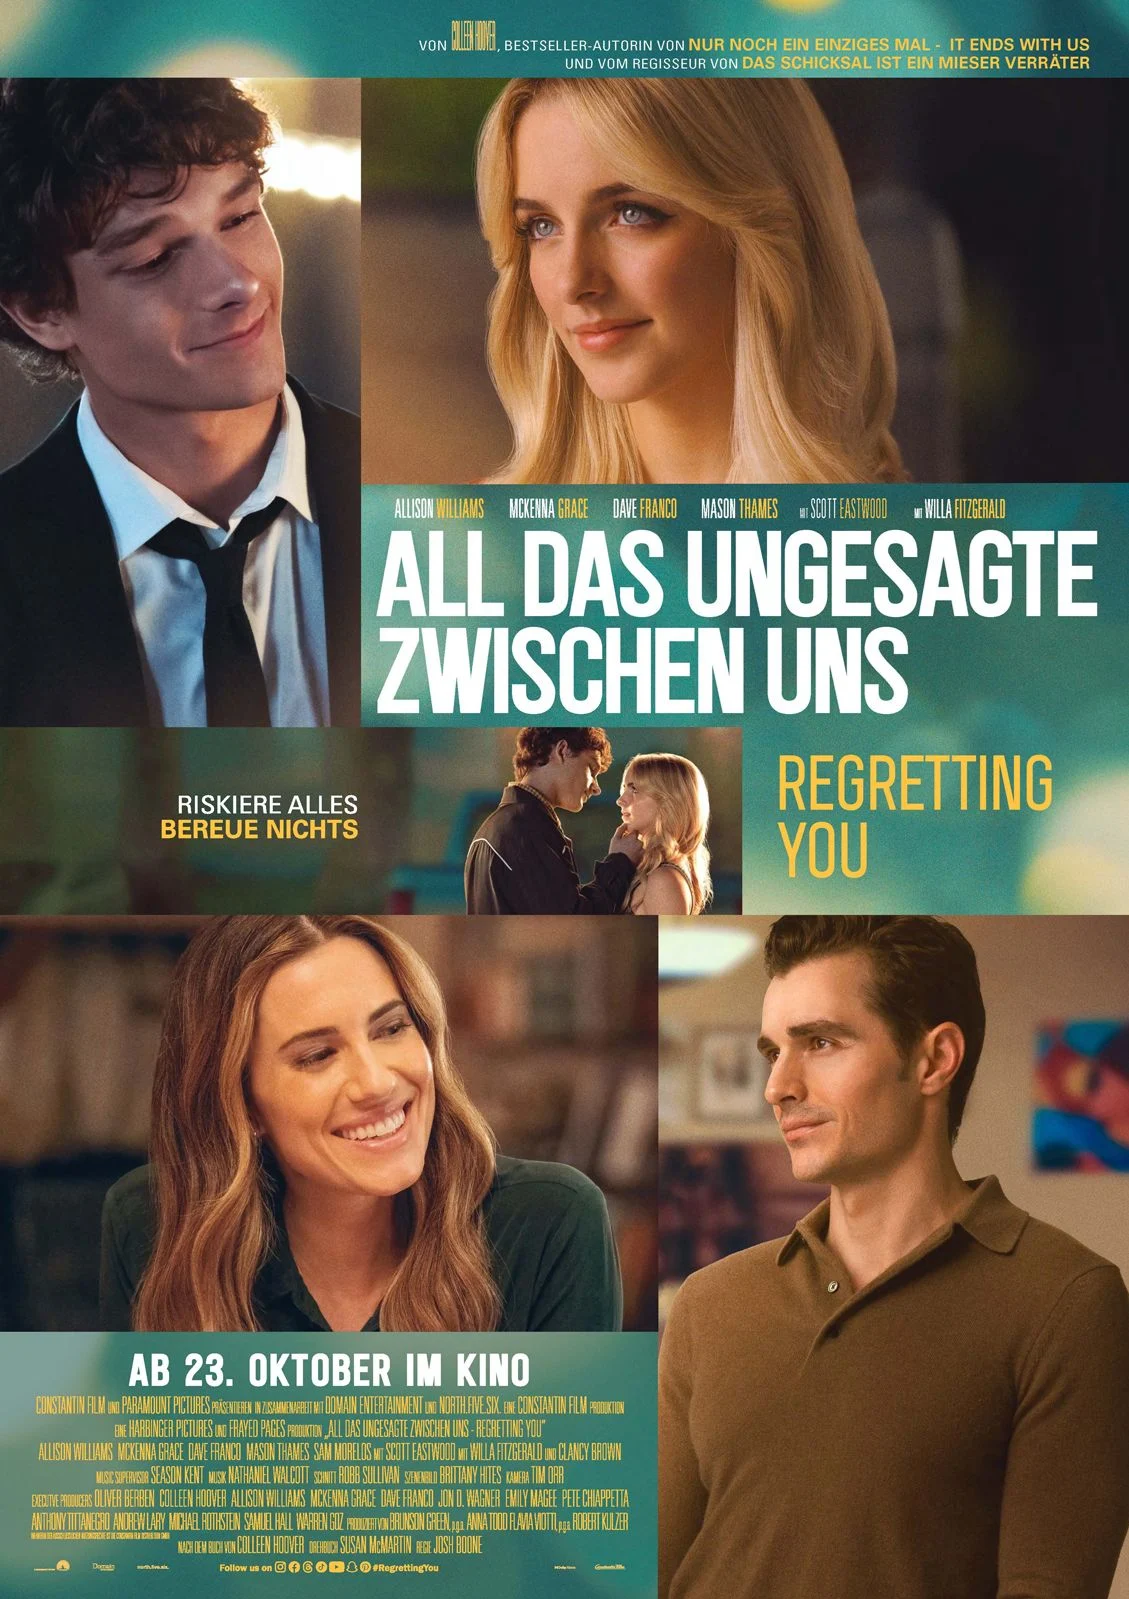 VON COLLEEN HOOVER, BESTSELLER-AUTORIN VON NUR NOCH EIN EINZIGES MAL - IT ENDS WITH US
UND VOM REGISSEUR VON DAS SCHICKSAL IST EIN MIESER VERRÄTER
ALLISON WILLIAMS MCKENNA GRACE DAVE FRANCO MASON THAMES MIT SCOTT EASTWOOD MIT WILLA FITZGERALD
ALL DAS UNGESAGTE
ZWISCHEN UNS
RISKIERE ALLES
BEREUE NICHTS
REGRETTING
YOU
AB 23. OKTOBER IM KINO
CONSTANTIN FILM UND PARAMOUNT PICTURES PRÄSENTIEREN IN ZUSAMMENARBEIT MIT DOMAIN ENTERTAINMENT UND NORTH.FIVE.SIX. EINE CONSTANTIN FILM PRODUKTION
EINE HARBINGER PICTURES UND FRAYED PAGES PRODUKTION „ALL DAS UNGESAGTE ZWISCHEN UNS - REGRETTING YOU"
ALLISON WILLIAMS MCKENNA GRACE DAVE FRANCO MASON THAMES SAM MORELOS MIT SCOTT EASTWOOD MIT WILLA FITZGERALD UND CLANCY BROWN
MUSIC SUPERVISOR SEASON KENT MUSIK NATHANIEL WALCOTT SCHNITT ROBB SULLIVAN SZENENBILD BRITTANY HITES KAMERA TIM ORR
EXECUTIVE PRODUCERS OLIVER BERBEN COLLEEN HOOVER ALLISON WILLIAMS MCKENNA GRACE DAVE FRANCO JON D. WAGNER EMILY MAGEE PETE CHIAPPETTA
ANTHONY TITTANEGRO ANDREW LARY MICHAEL ROTHSTEIN SAMUEL HALL WARREN GOZ PRODUZIERT VON BRUNSON GREEN, p.g.a. ANNA TODD FLAVIA VIOTTI, p.g.a. ROBERT KULZER
NACH DEM BUCH VON COLLEEN HOOVER DREHBUCH SUSAN McMARTIN REGIE JOSH BOONE
Domain
north.five.six.
Follow us on #RegrettingYou
Constantin Film